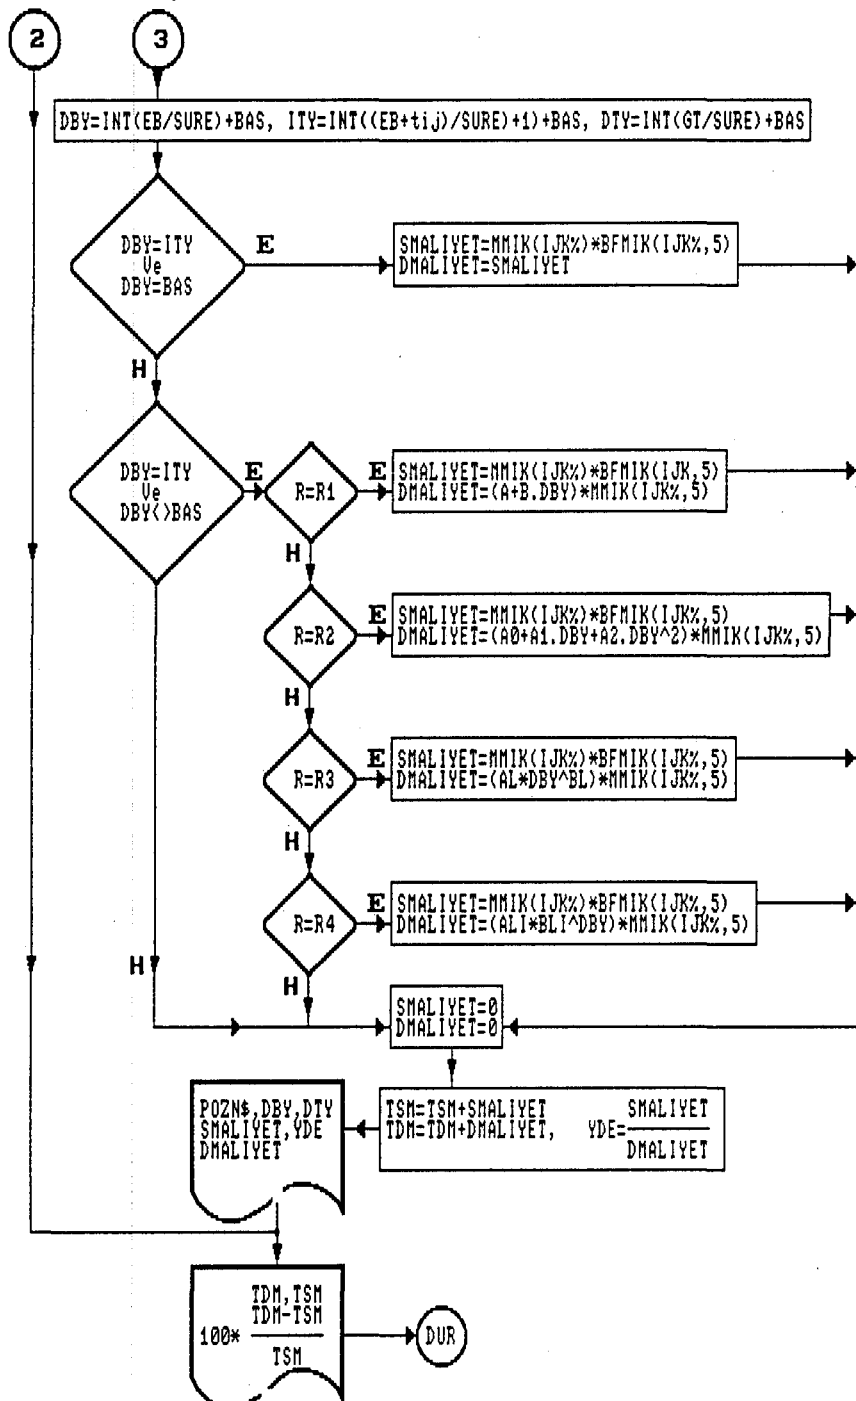 2
3
DBY=INT(EB/SURE)+BAS, ITY=INT((EB+tij)/SURE)+1)+BAS, DTY=INT(GT/SURE)+BAS
DBY=ITY
Ve
DBY=BAS
E
SMALIYET=MMIK(IJK%)*BFMIK(IJK%,5)
DMALIYET=SMALIYET
H
DBY=ITY
Ve
DBY<>BAS
E
R=R1
E
SMALIYET=MMIK(IJK%)*BFMIK(IJK,5)
DMALIYET=(A+B.DBY)*MMIK(IJK%,5)
H
R=R2
E
SMALIYET=MMIK(IJK%)*BFMIK(IJK,5)
DMALIYET=(A0+A1.DBY+A2.DBY^2)*MMIK(IJK%,5)
H
R=R3
E
SMALIYET=MMIK(IJK%)*BFMIK(IJK%,5)
DMALIYET=(AL*DBY^BL)*MMIK(IJK%,5)
H
R=R4
E
SMALIYET=MMIK(IJK%)*BFMIK(IJK%,5)
DMALIYET=(ALI*BLI^DBY)*MMIK(IJK%,5)
H
H
SMALIYET=0
DMALIYET=0
POZN$,DBY,DTY
SMALIYET,YDE
DMALIYET
TSM=TSM+SMALIYET
TDM=TDM+DMALIYET,
YDE=
SMALIYET
DMALIYET
TDM,TSM
TDM-TSM
100*
TSM
DUR